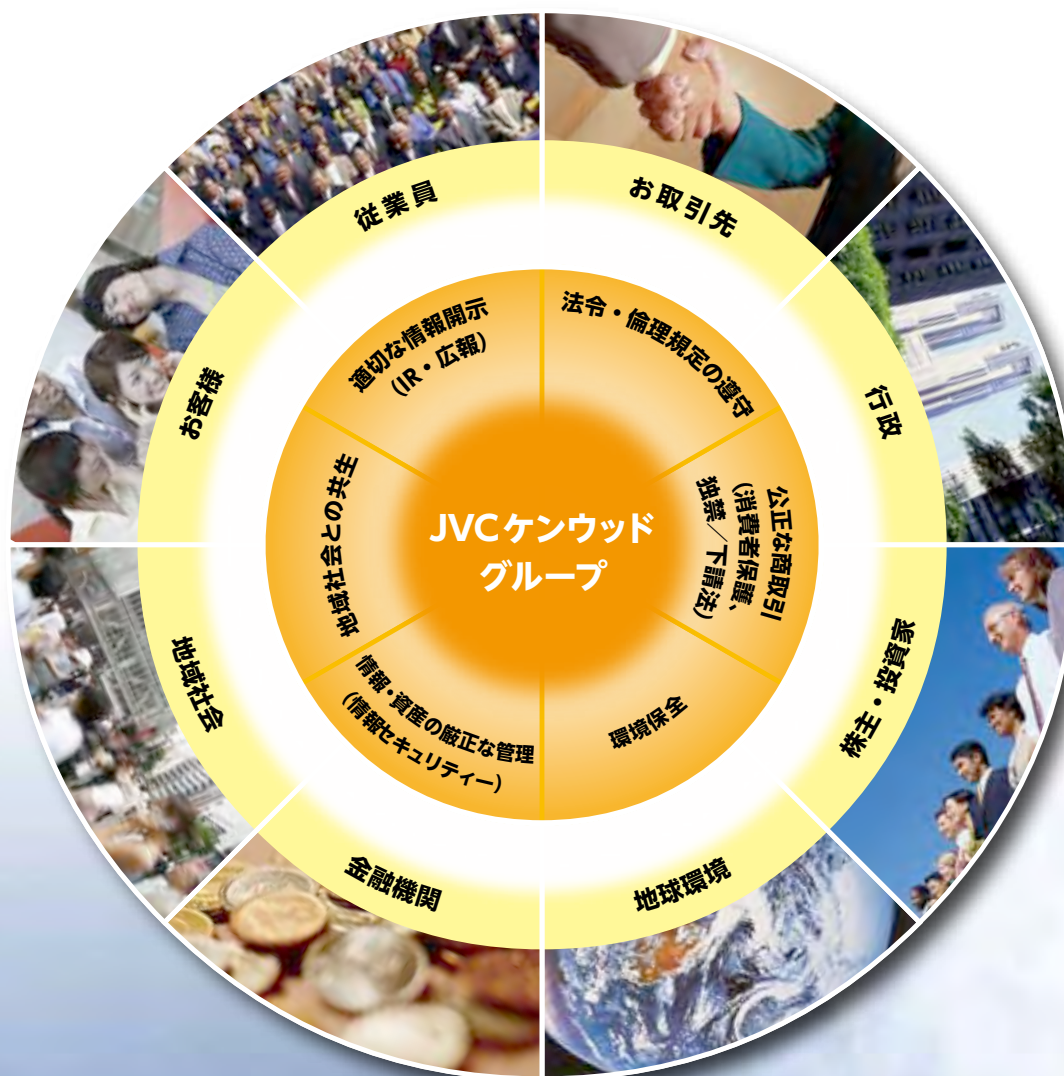 従業員
お取引先
行政
株主・投資家
地球環境
金融機関
地域社会
お客様
適切な情報開示
(IR・広報)
法令・倫理規定の遵守
公正な商取引
(消費者保護、
独禁／下請法)
環境保全
情報・資産の厳正な管理
(情報セキュリティー)
地域社会との共生
JVCケンウッド
グループ